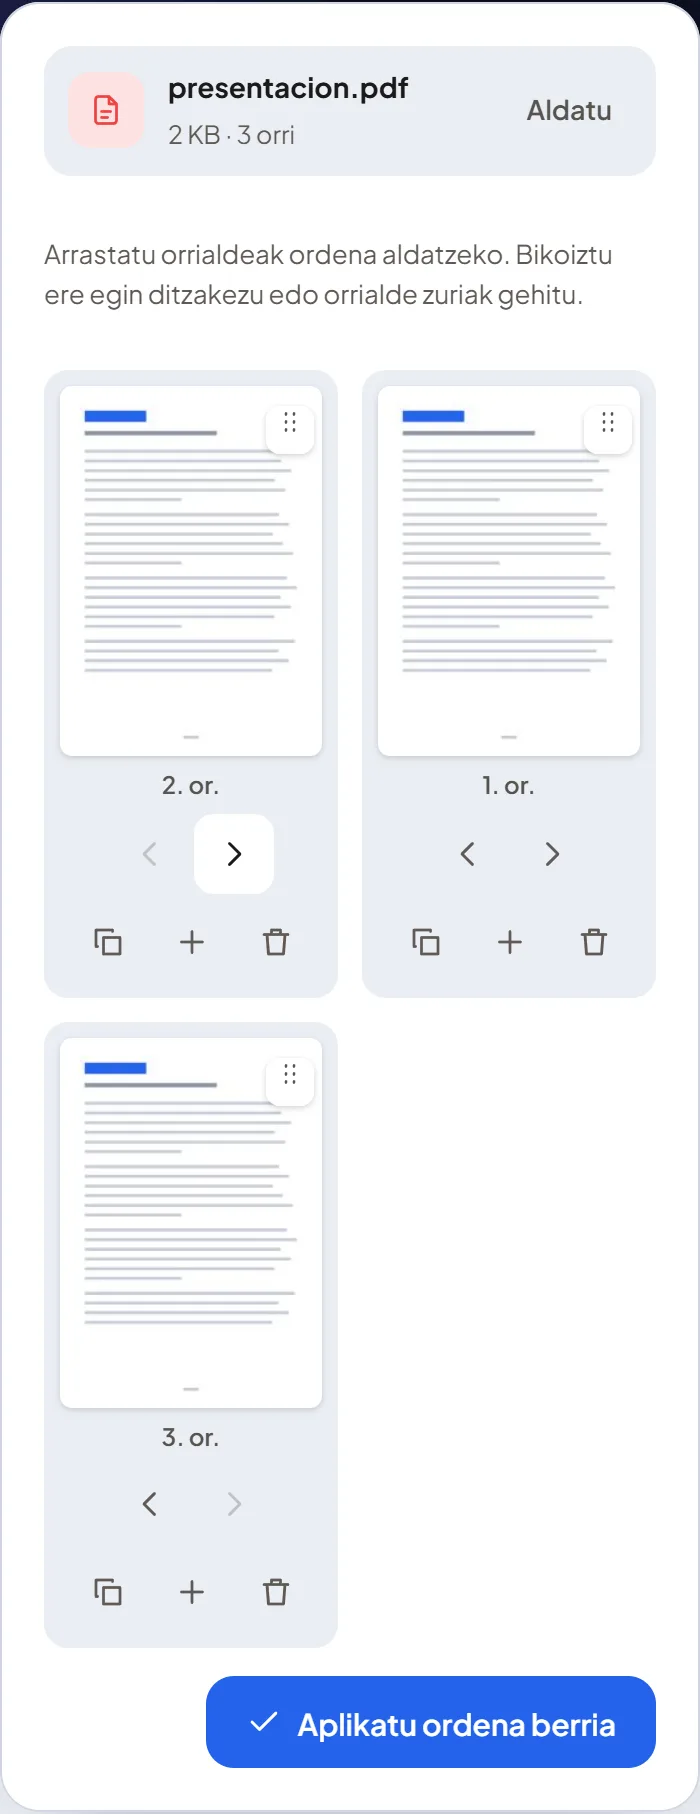 presentacion.pdf
2 KB · 3 orri
Aldatu
Arrastatu orrialdeak ordena aldatzeko. Bikoiztu
ere egin ditzakezu edo orrialde zuriak gehitu.
2. or.
1. or.
3. or.
Aplikatu ordena berria